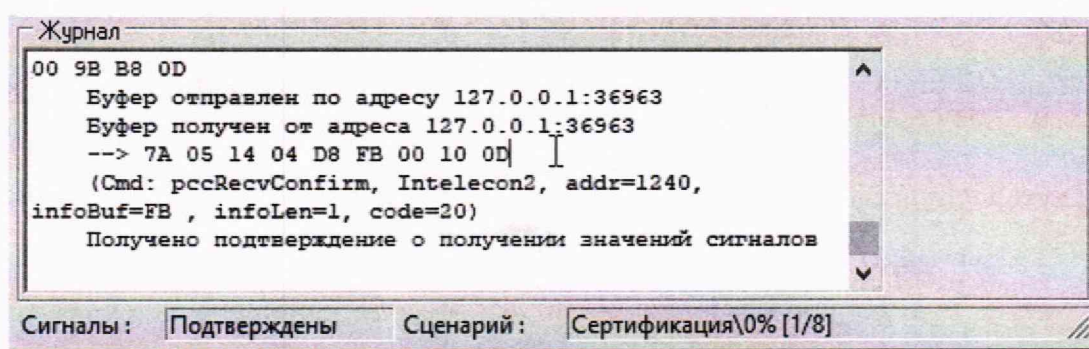 Журнал
00 9B B8 0D
Буфер отправлен по адресу 127.0.0.1:36963
Буфер получен от адреса 127.0.0.1:36963
--> 7A 05 14 04 D8 FB 00 10 0D
(Cmd: pccRecvConfirm, Intelecon2, addr=1240,
infoBuf=FB , infoLen=1, code=20)
Получено подтверждение о получении значений сигналов
Сигналы : Подтверждены Сценарий : Сертификация\0% [1/8]